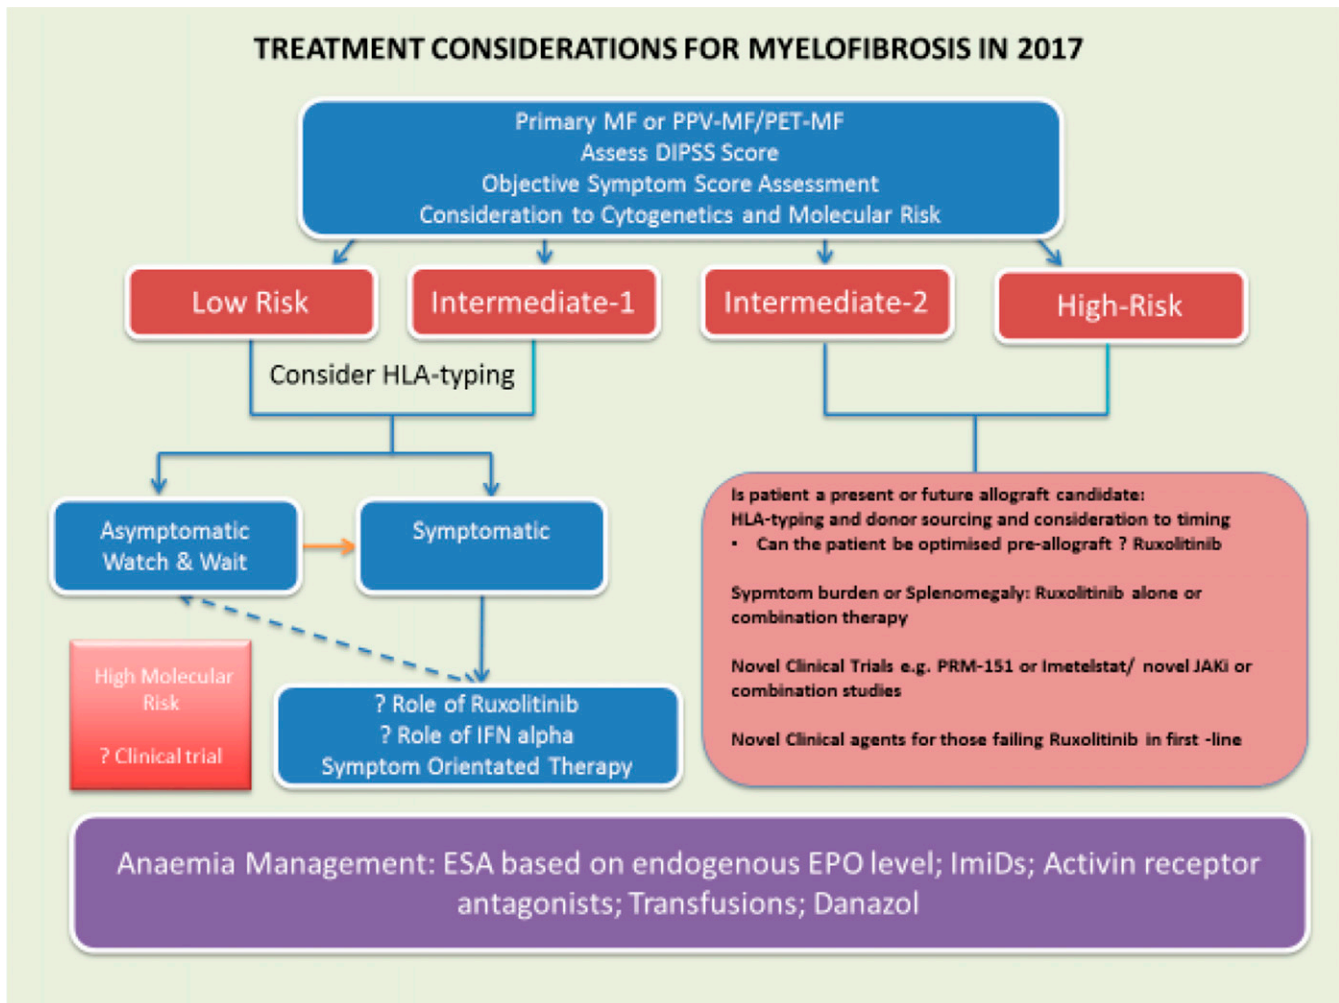 TREATMENT CONSIDERATIONS FOR MYELOFIBROSIS IN 2017
Primary MF or PPV-MF/PET-MF
Assess DIPSS Score
Objective Symptom Score Assessment
Consideration to Cytogenetics and Molecular Risk
Low Risk
Intermediate-1
Intermediate-2
High-Risk
Consider HLA-typing
Asymptomatic
Watch & Wait
Symptomatic
High Molecular
Risk
? Clinical trial
? Role of Ruxolitinib
? Role of IFN alpha
Symptom Orientated Therapy
Is patient a present or future allograft candidate:
HLA-typing and donor sourcing and consideration to timing
• Can the patient be optimised pre-allograft ? Ruxolitinib
Sypmtom burden or Splenomegaly: Ruxolitinib alone or
combination therapy
Novel Clinical Trials e.g. PRM-151 or Imetelstat/ novel JAKi or
combination studies
Novel Clinical agents for those failing Ruxolitinib in first -line
Anaemia Management: ESA based on endogenous EPO level; ImiDs; Activin receptor
antagonists; Transfusions; Danazol